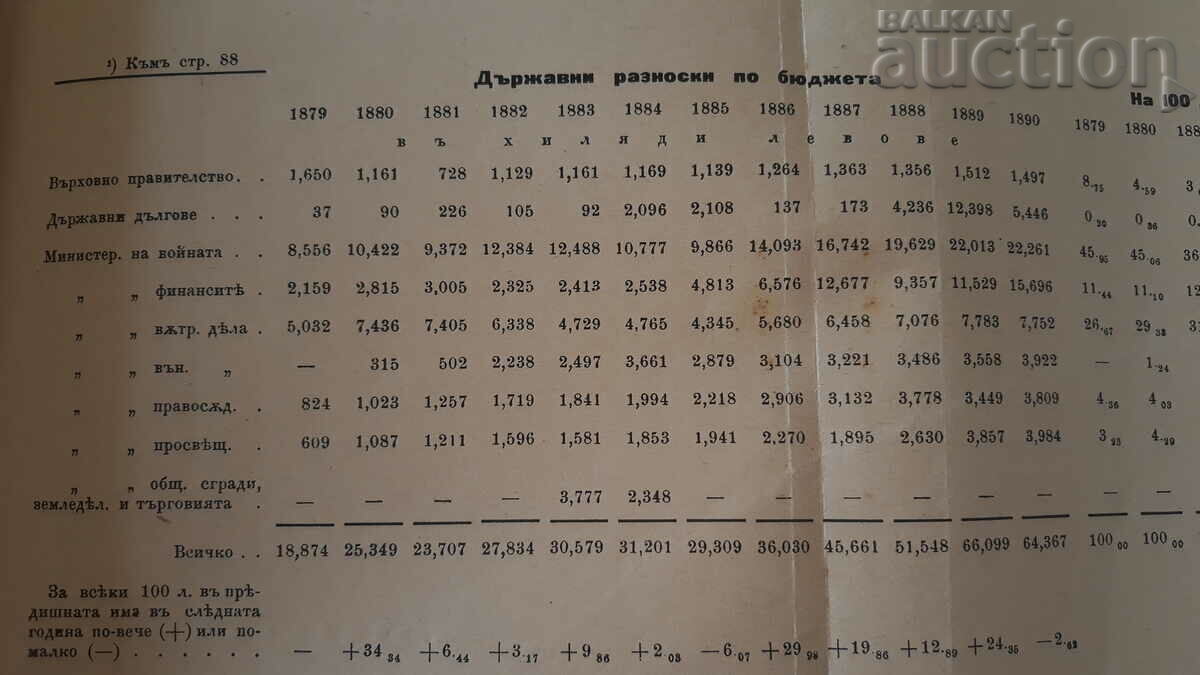 BALKAN
auction
¹) Къмъ стр. 88
Държавни разноски по бюджета
На 100
1879 1880 1881 1882 1883 1884 1885 1886 1887 1888 1889 1890 1879 1880 188
въ хиляди левове
Върховно правителство. . 1,650 1,161 728 1,129 1,161 1,169 1,139 1,264 1,363 1,356 1,512 1,497 8.75 4.59 3
Държавни дългове . . . 37 90 226 105 92 2,096 2,108 137 173 4,236 12,398 5,446 0 20 0 36 0.
Министер. на войната . . 8,556 10,422 9,372 12,384 12,488 10,777 9,866 14,093 16,742 19,629 22,013 22,261 45.95 45.06 36
„ „ финанситѣ . 2,159 2,815 3,005 2,325 2,413 2,538 4,813 6,576 12,677 9,357 11,529 15,696 11.44 11.10 12
„ „ вѫтр. дѣла . 5,032 7,436 7,405 6,338 4,729 4,765 4,345 5,680 6,458 7,076 7,783 7,752 26.67 29 33 31
„ „ вън. „ — 315 502 2,238 2,497 3,661 2,879 3,104 3,221 3,486 3,558 3,922 — 1.24
„ „ правосѫд. . 824 1,023 1,257 1,719 1,841 1,994 2,218 2,906 3,132 3,778 3,449 3,809 4.36 4 03
„ „ просвѣщ. . 609 1,087 1,211 1,596 1,581 1,853 1,941 2,270 1,895 2,630 3,857 3,984 3 23 4.29
„ „ общ. сгради,
земледѣл. и търговията . — — — — 3,777 2,348 — — — — — — — —
Всичко . . 18,874 25,349 23,707 27,834 30,579 31,201 29,309 36,030 45,661 51,548 66,099 64,367 100 00 100 00 100
За всѣки 100 л. въ прѣ-
дишната има въ слѣдната
година по-вече (+) или по-
малко (—) . . . . . . — +34 34 +6.44 +3.17 +9 86 +2 03 —6.07 +29 98 +19.86 +12.89 +24.35 —2.62